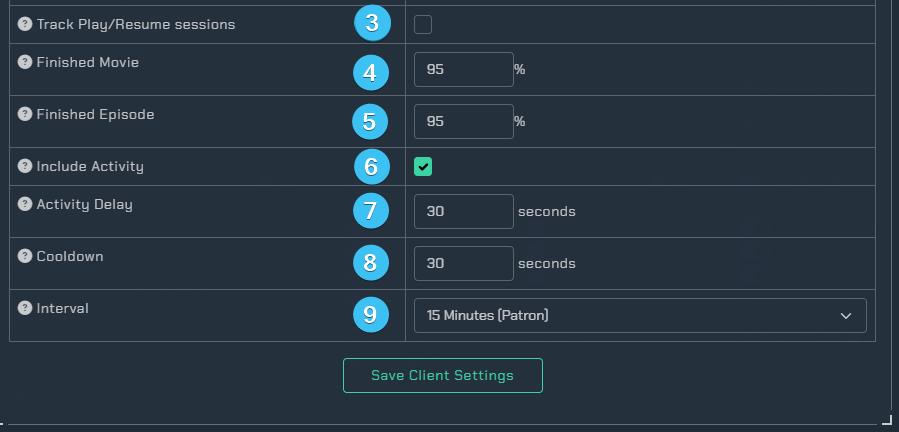 ? Track Play/Resume sessions 3
? Finished Movie 4 95 %
? Finished Episode 5 95 %
? Include Activity 6
? Activity Delay 7 30 seconds
? Cooldown 8 30 seconds
? Interval 9 15 Minutes (Patron)
Save Client Settings